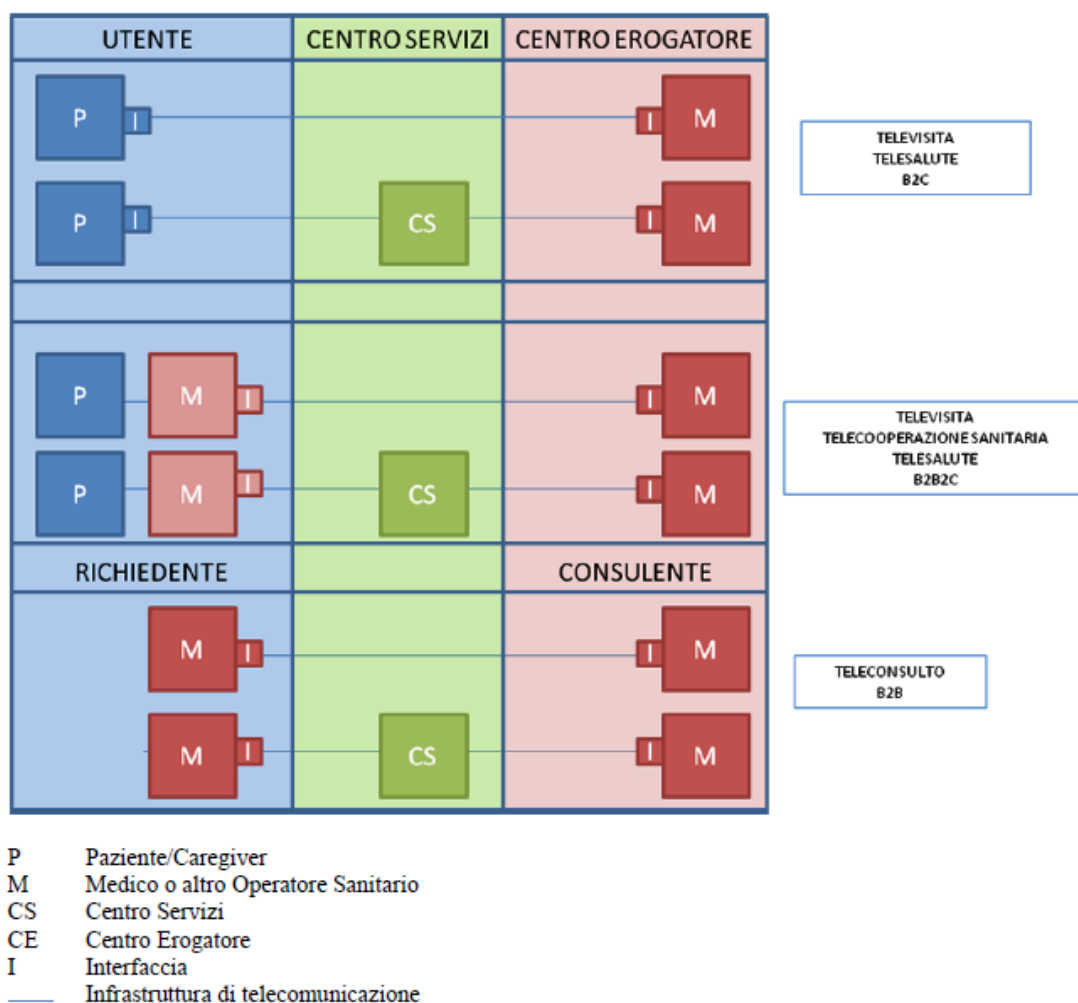 UTENTE CENTRO SERVIZI CENTRO EROGATORE
P I I M
TELEVISITA
TELESALUTE
B2C
P I CS I M
P M I I M
TELEVISITA
TELECOOPERAZIONE SANITARIA
TELESALUTE
B2B2C
P M I CS I M
RICHIEDENTE CONSULENTE
M I I M
TELECONSULTO
B2B
M I CS I M
P Paziente/Caregiver
M Medico o altro Operatore Sanitario
CS Centro Servizi
CE Centro Erogatore
I Interfaccia
Infrastruttura di telecomunicazione